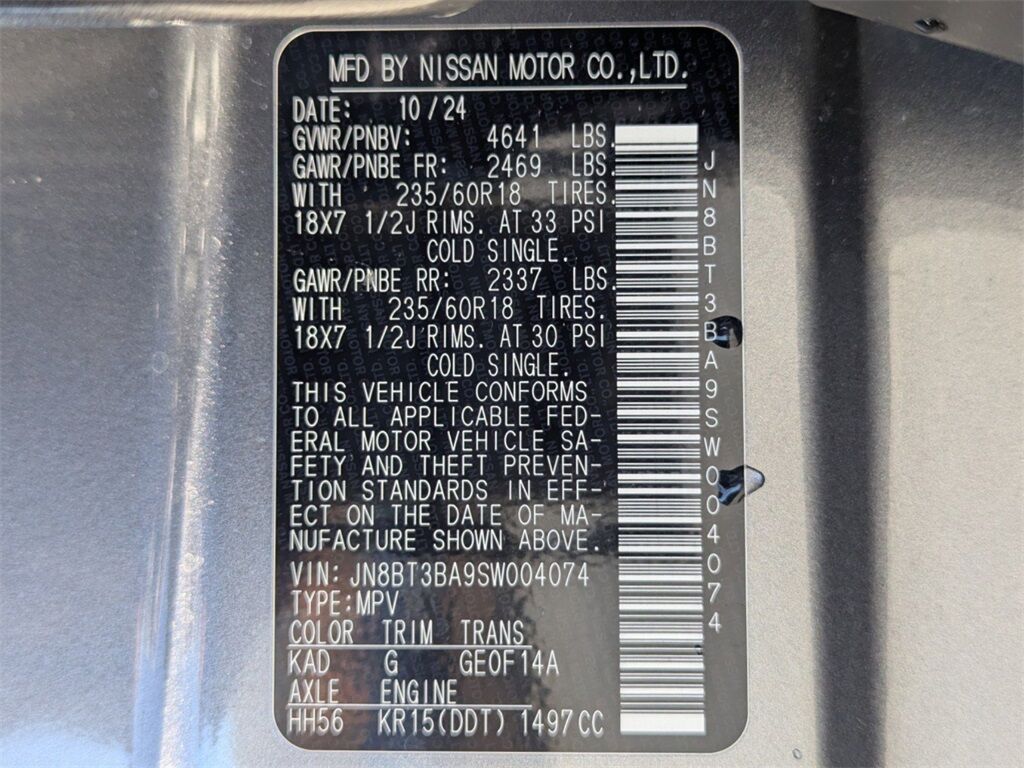 MFD BY NISSAN MOTOR CO.,LTD.
DATE: 10/24
GVWR/PNBV: 4641 LBS.
GAWR/PNBE FR: 2469 LBS.
WITH 235/60R18 TIRES.
18X7 1/2J RIMS. AT 33 PSI
COLD SINGLE.
GAWR/PNBE RR: 2337 LBS.
WITH 235/60R18 TIRES.
18X7 1/2J RIMS. AT 30 PSI
COLD SINGLE.
THIS VEHICLE CONFORMS
TO ALL APPLICABLE FED-
ERAL MOTOR VEHICLE SA-
FETY AND THEFT PREVEN-
TION STANDARDS IN EFF-
ECT ON THE DATE OF MA-
NUFACTURE SHOWN ABOVE.
VIN: JN8BT3BA9SW004074
TYPE:MPV
COLOR TRIM TRANS
KAD G GE0F14A
AXLE ENGINE
HH56 KR15(DDT) 1497CC
JN8BT3BA9SW004074